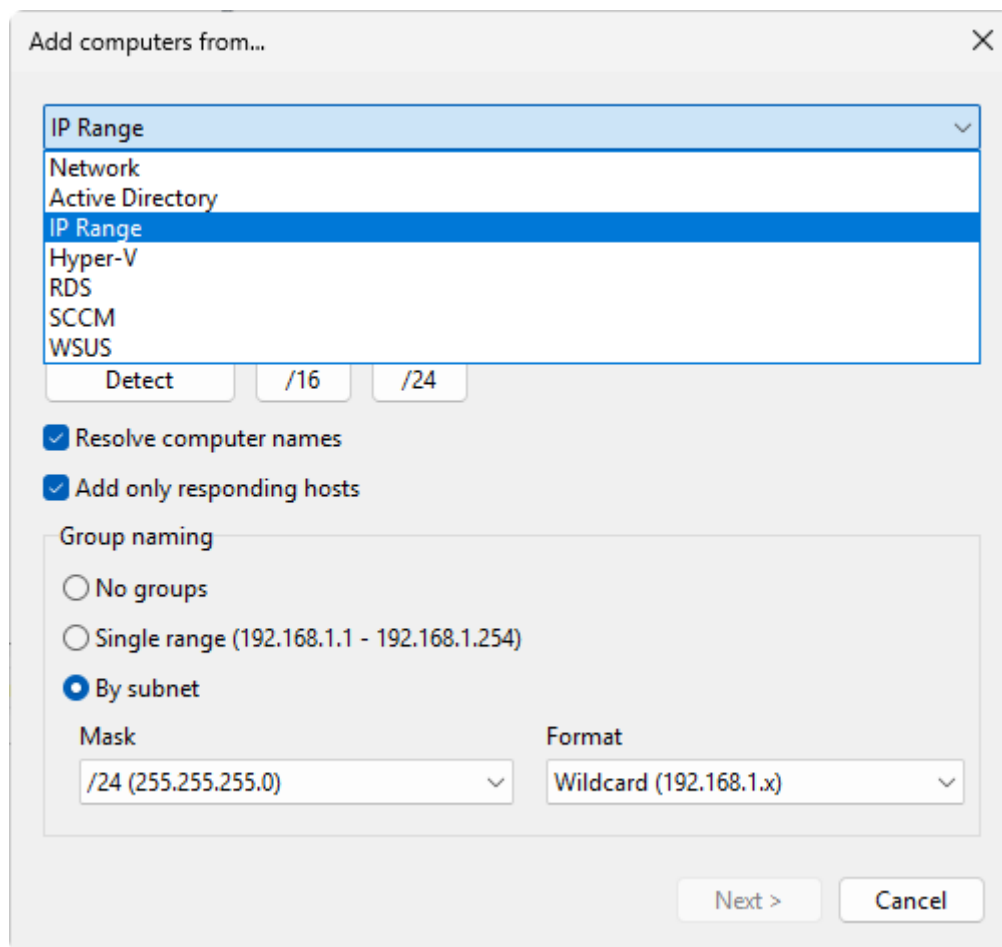 Add computers from...
IP Range
Network
Active Directory
IP Range
Hyper-V
RDS
SCCM
WSUS
Detect /16 /24
Resolve computer names
Add only responding hosts
Group naming
No groups
Single range (192.168.1.1 - 192.168.1.254)
By subnet
Mask Format
/24 (255.255.255.0) Wildcard (192.168.1.x)
Next > Cancel